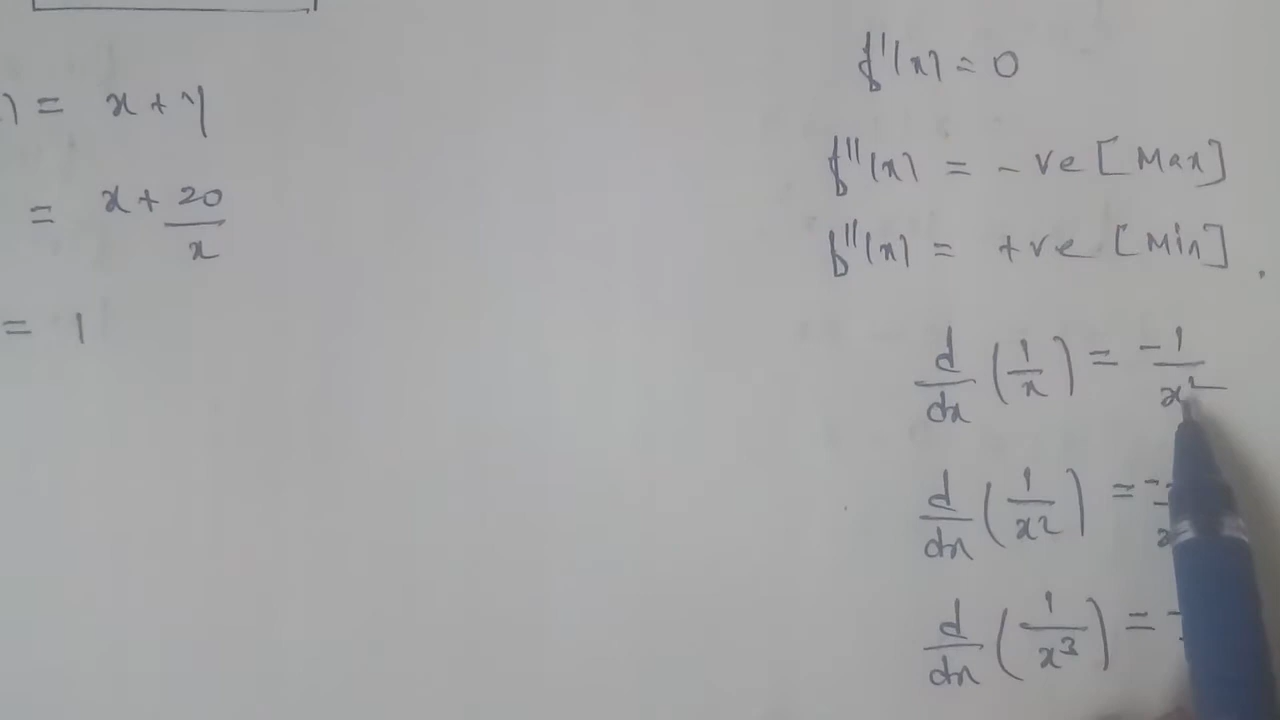 ) = x + y
= x + 20/x
= 1
f'(x) = 0
f''(x) = -ve [Max]
f''(x) = +ve [Min]
d/dx (1/x) = -1/x²
d/dx (1/x²) = -
d/dx (1/x³) = -